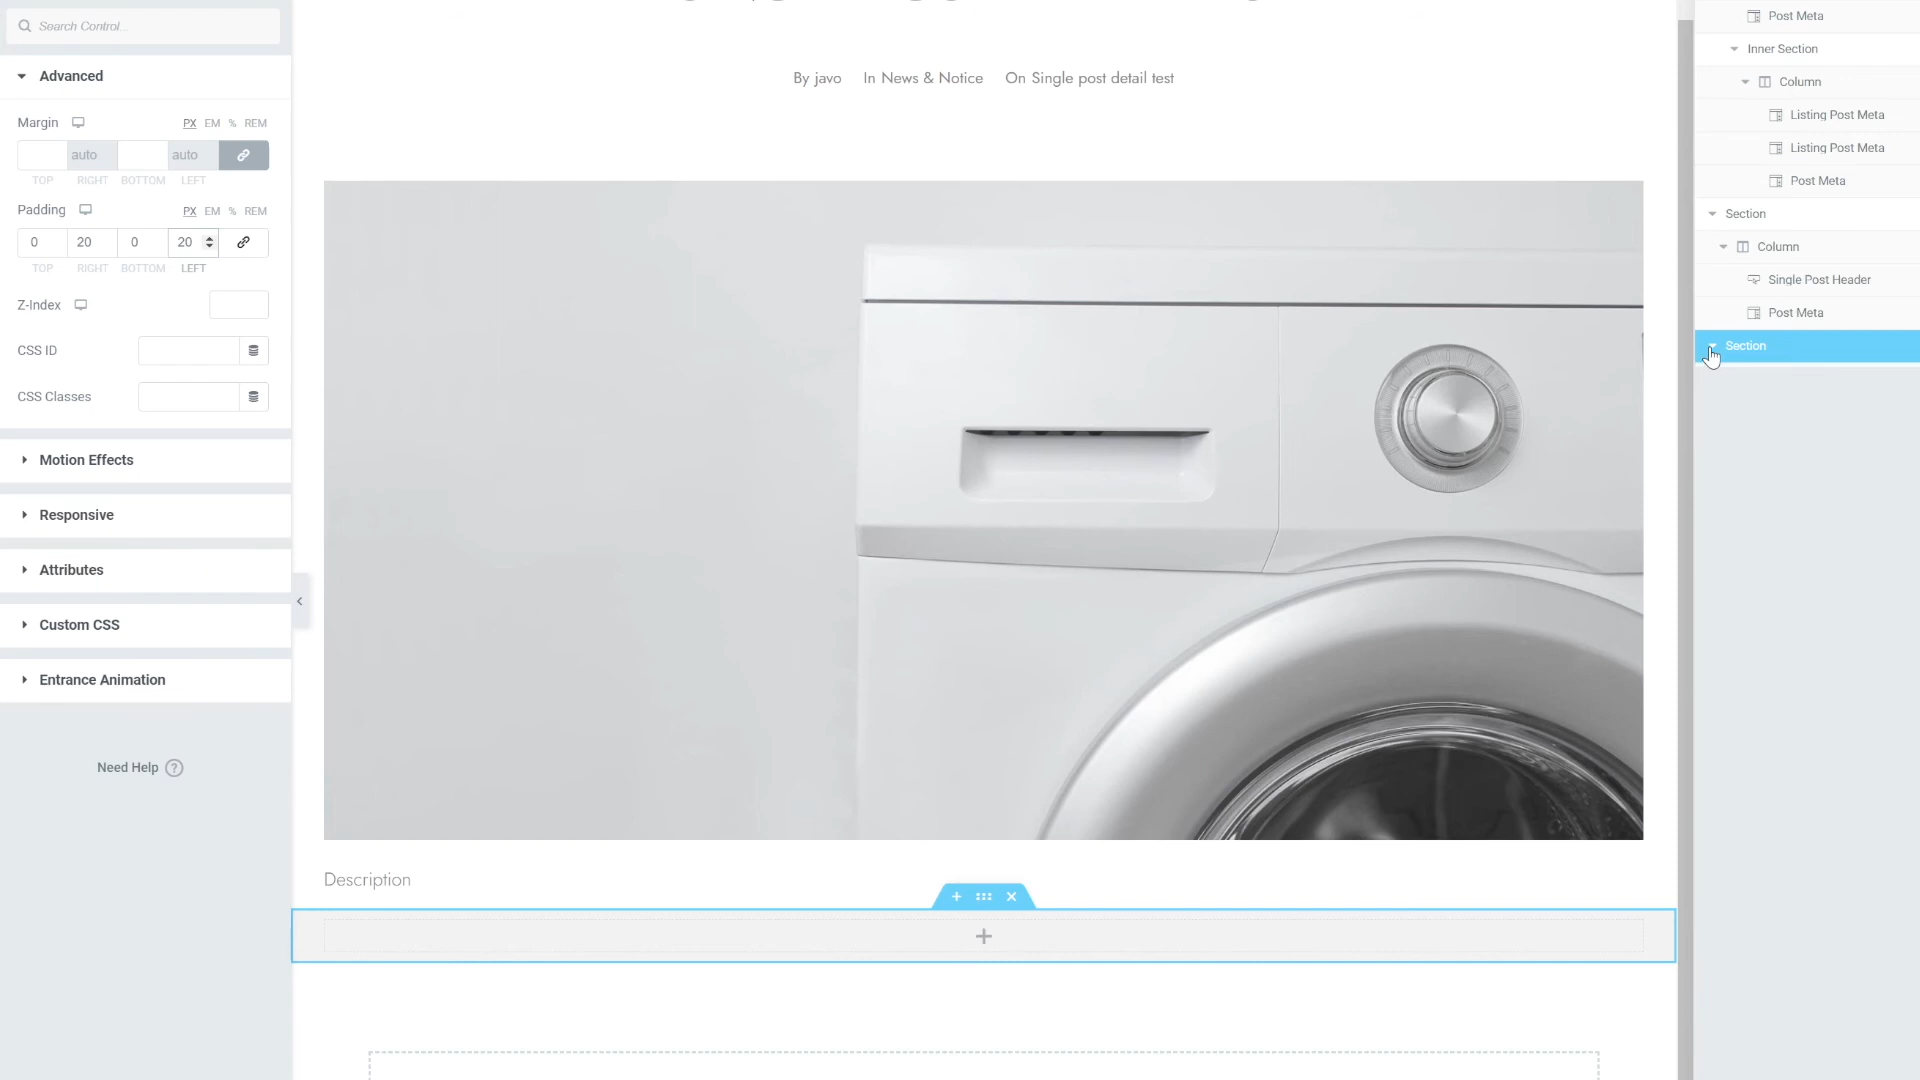 Search Control...
Advanced
Margin PX EM % REM
auto auto
TOP RIGHT BOTTOM LEFT
Padding PX EM % REM
0 20 0 20
TOP RIGHT BOTTOM LEFT
Z-Index
CSS ID
CSS Classes
Motion Effects
Responsive
Attributes
Custom CSS
Entrance Animation
Need Help ?
By javo In News & Notice On Single post detail test
Description
Post Meta
Inner Section
Column
Listing Post Meta
Listing Post Meta
Post Meta
Section
Column
Single Post Header
Post Meta
Section